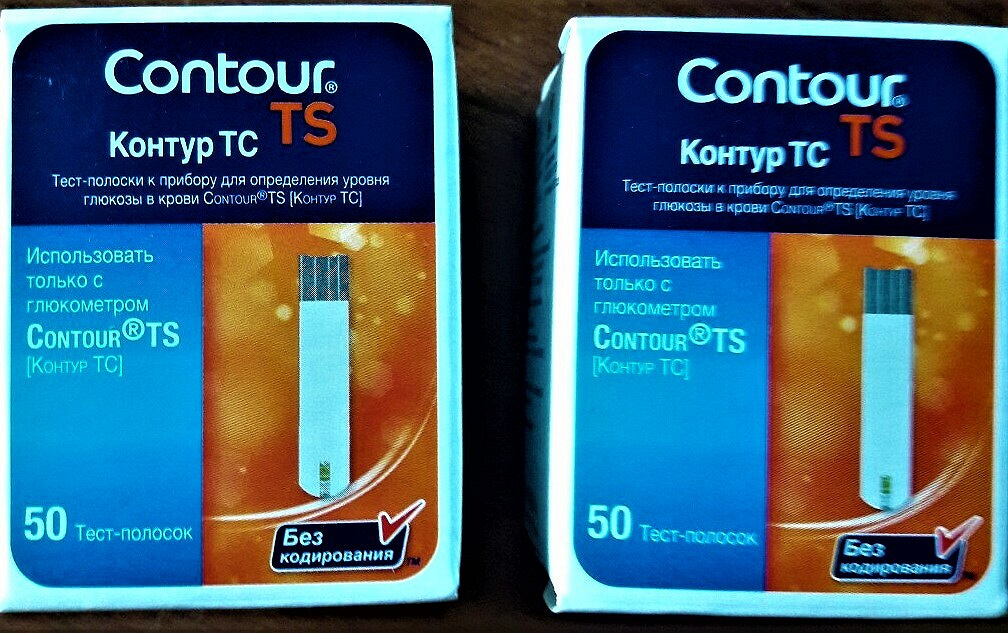 Contour®
TS
Контур ТС
Тест-полоски к прибору для определения уровня
глюкозы в крови CONTOUR®TS [КОНТУР ТС]
Использовать
только с
глюкометром
CONTOUR®TS
[КОНТУР ТС]
50 Тест-полосок
Без
кодирования™
Contour®
TS
Контур ТС
Тест-полоски к прибору для определения уровня
глюкозы в крови CONTOUR®TS [КОНТУР ТС]
Использовать
только с
глюкометром
CONTOUR®TS
[КОНТУР ТС]
50 Тест-полосок
Без
кодирования™